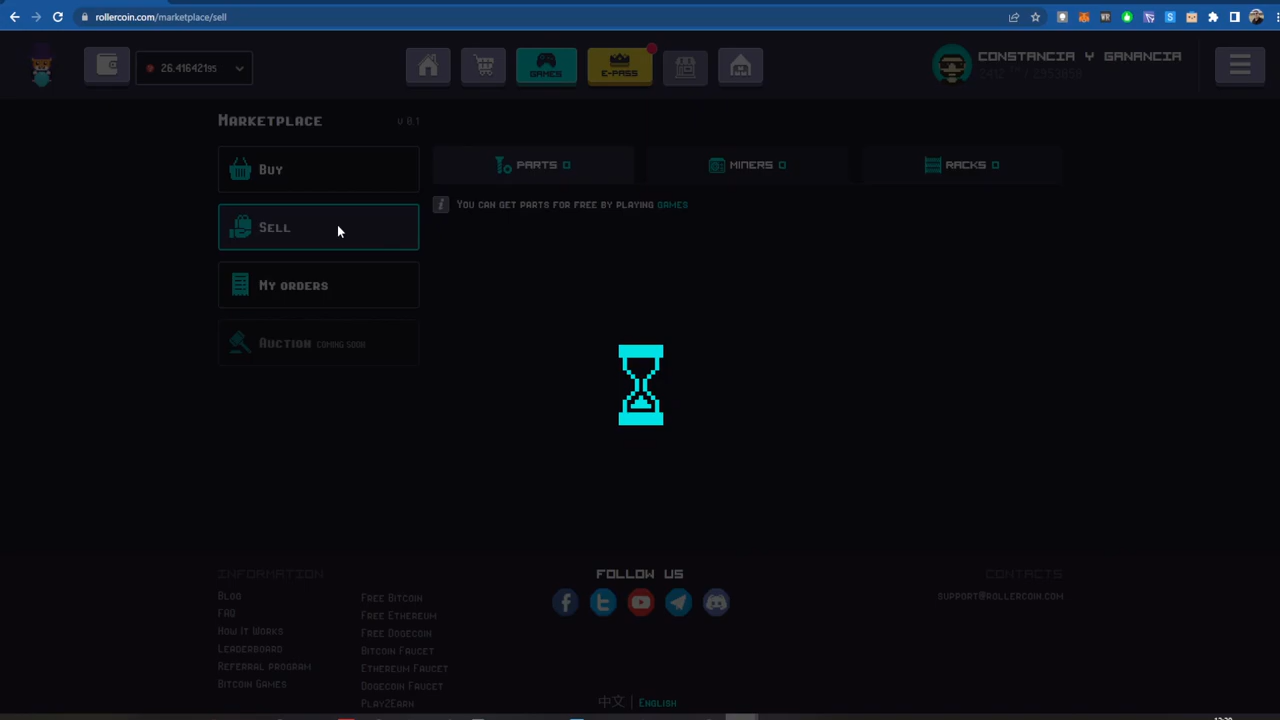 rollercoin.com/marketplace/sell
26.41642195
GAMES
E-PASS
CONSTANCIA Y GANANCIA
MARKETPLACE
V 0.1
BUY
SELL
MY ORDERS
AUCTION COMING SOON
PARTS 0
MINERS 0
RACKS 0
YOU CAN GET PARTS FOR FREE BY PLAYING GAMES
INFORMATION
BLOG
FAQ
HOW IT WORKS
LEADERBOARD
REFERRAL PROGRAM
BITCOIN GAMES
FREE BITCOIN
FREE ETHEREUM
FREE DOGECOIN
BITCOIN FAUCET
ETHEREUM FAUCET
DOGECOIN FAUCET
PLAY2EARN
FOLLOW US
中文 | ENGLISH
CONTACTS
SUPPORT@ROLLERCOIN.COM